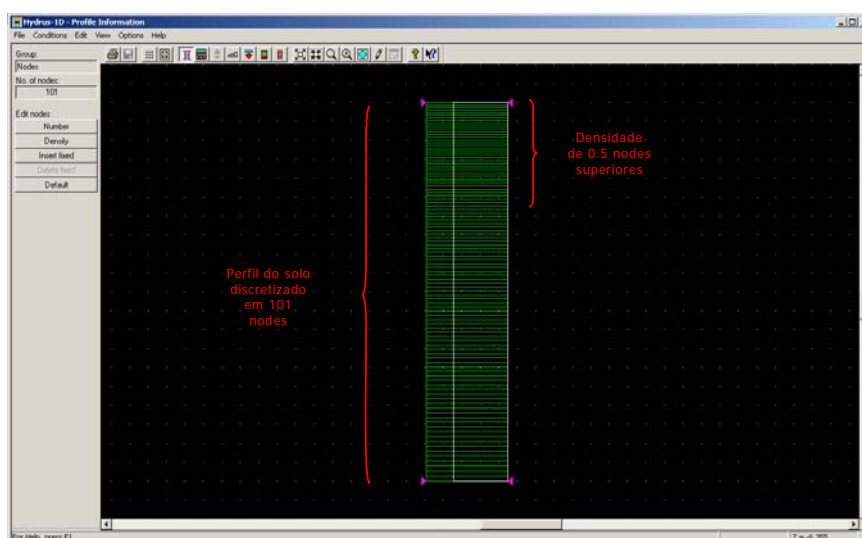 Hydrus-1D - Profile Information
File Conditions Edit View Options Help
Group:
Nodes
No. of nodes:
101
Edit nodes
Number
Density
Insert fixed
Delete fixed
Default
Densidade
de 0.5 nodes
superiores
Perfil do solo
discretizado
em 101
nodes
For Help, press F1